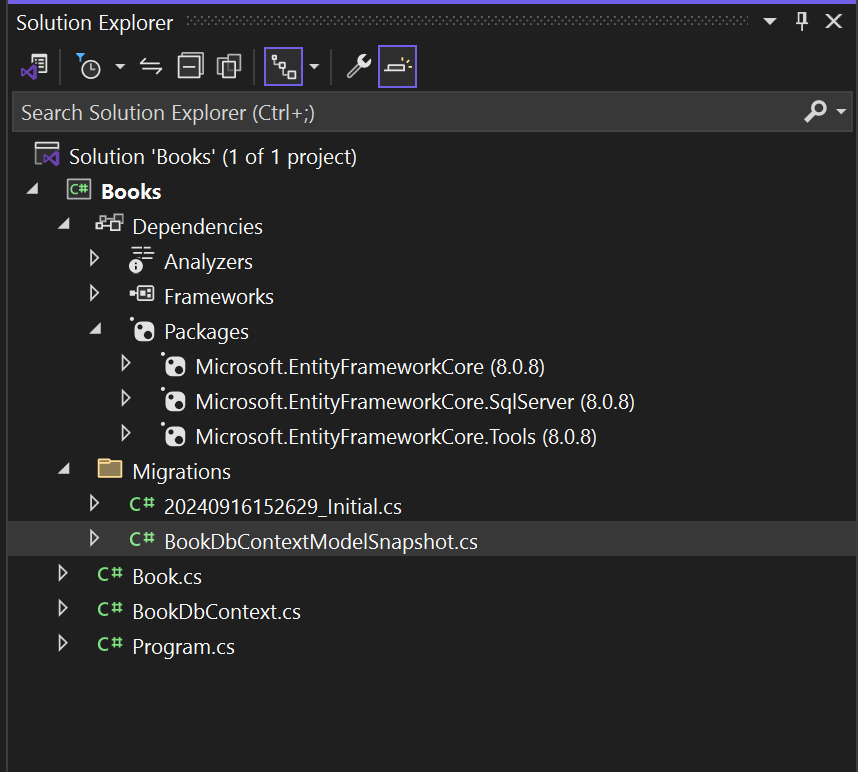 Solution Explorer
Search Solution Explorer (Ctrl+;)
Solution 'Books' (1 of 1 project)
C# Books
Dependencies
Analyzers
Frameworks
Packages
Microsoft.EntityFrameworkCore (8.0.8)
Microsoft.EntityFrameworkCore.SqlServer (8.0.8)
Microsoft.EntityFrameworkCore.Tools (8.0.8)
Migrations
C# 20240916152629_Initial.cs
C# BookDbContextModelSnapshot.cs
C# Book.cs
C# BookDbContext.cs
C# Program.cs